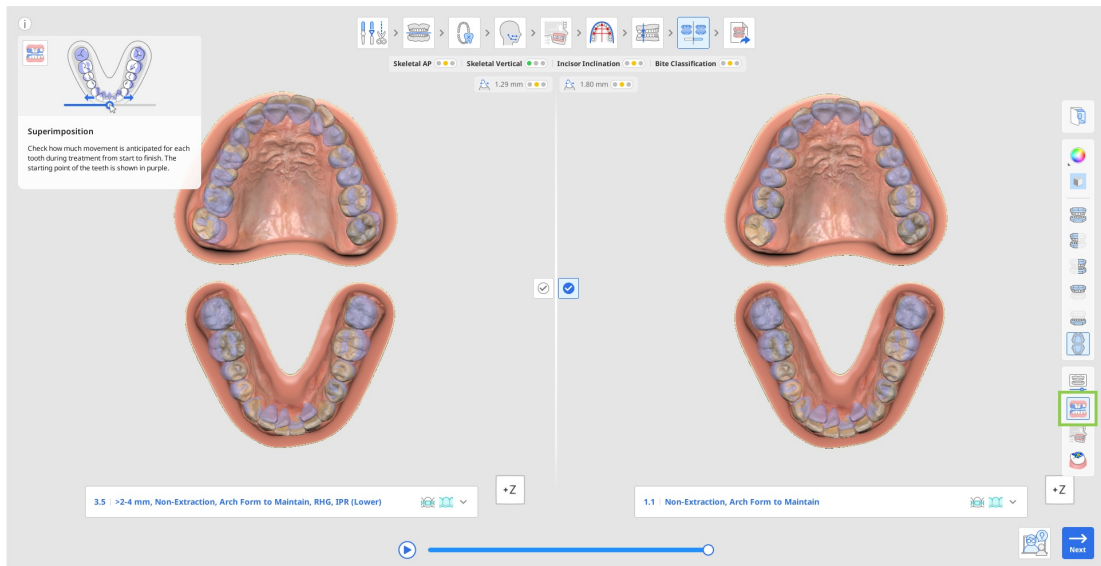 Skeletal AP
Skeletal Vertical
Incisor Inclination
Bite Classification
1.29 mm
1.80 mm
Superimposition
Check how much movement is anticipated for each
tooth during treatment from start to finish. The
starting point of the teeth is shown in purple.
3.5 | >2-4 mm, Non-Extraction, Arch Form to Maintain, RHG, IPR (Lower)
+Z
1.1 | Non-Extraction, Arch Form to Maintain
+Z
Next